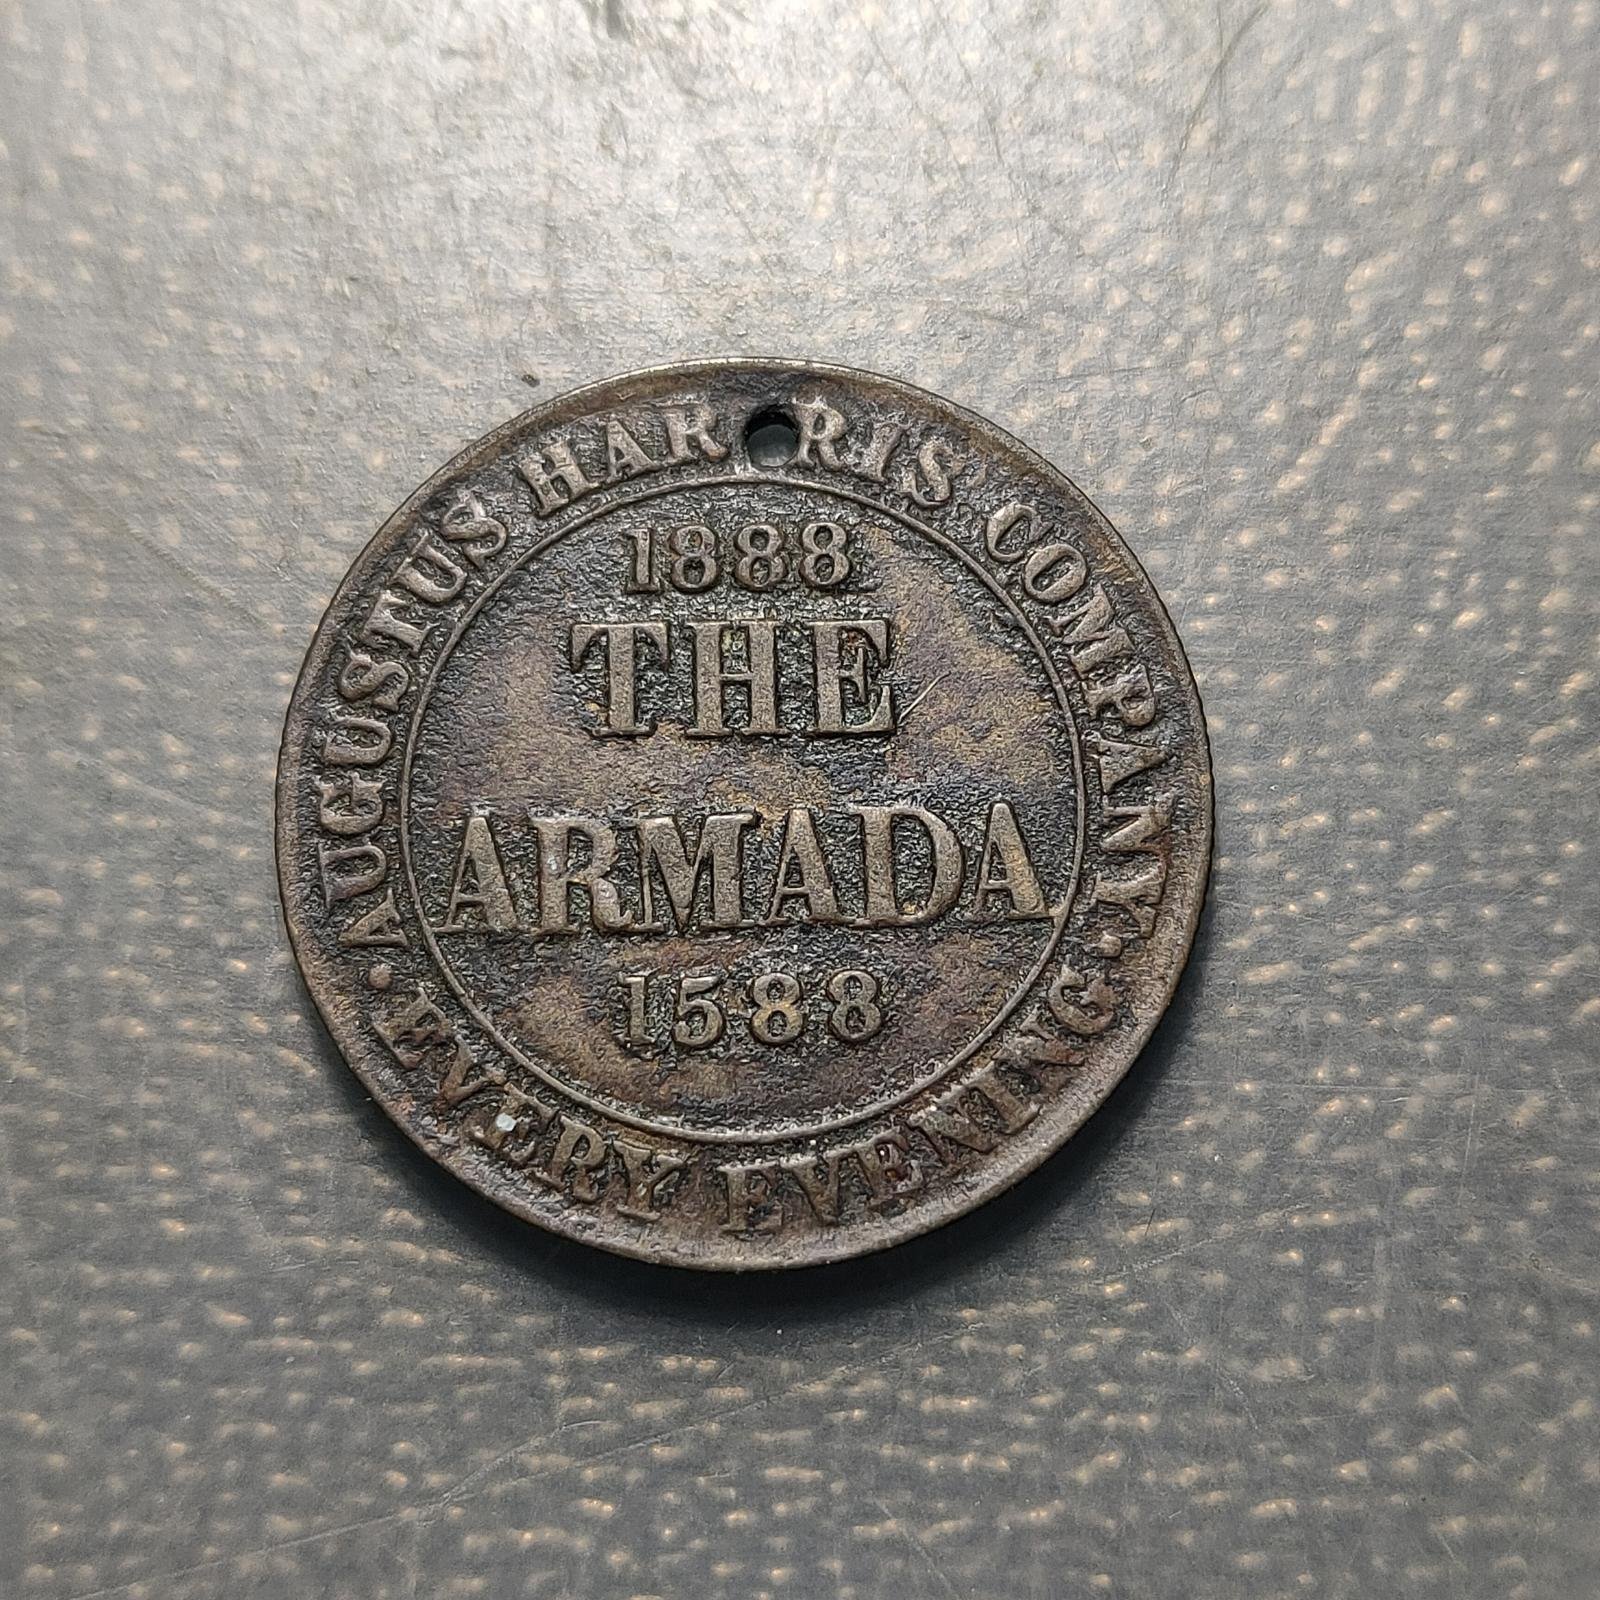 AUGUSTUS HARRIS COMPANY.
1888
THE
ARMADA
1588
• EVERY EVENING •